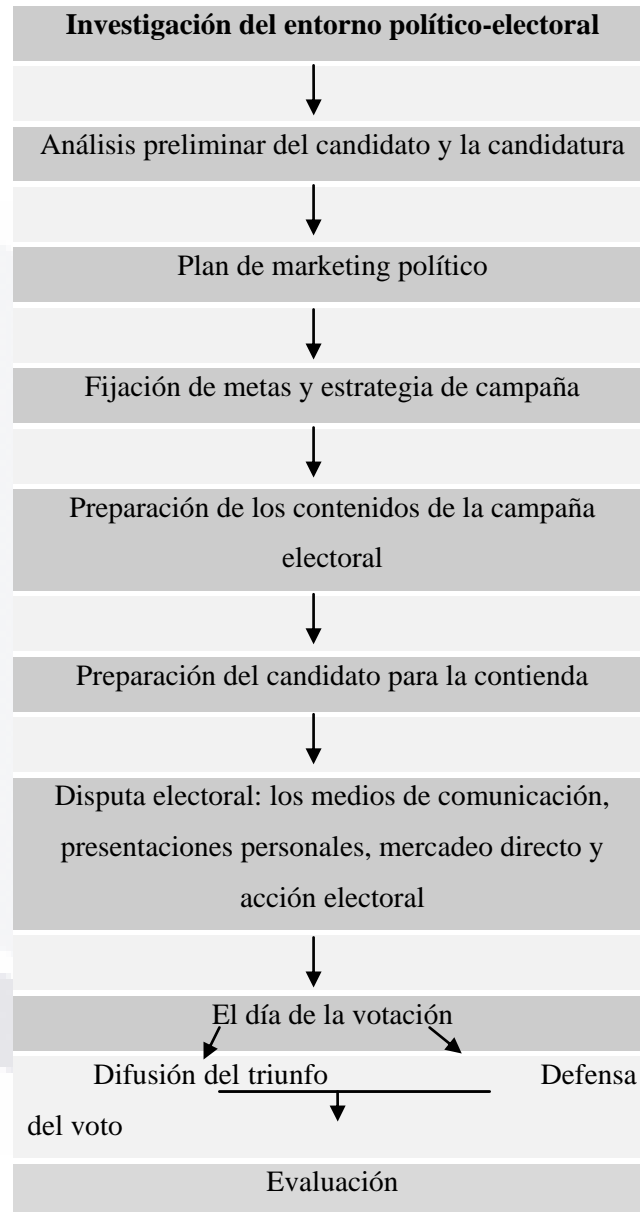 Investigación del entorno político-electoral
Análisis preliminar del candidato y la candidatura
Plan de marketing político
Fijación de metas y estrategia de campaña
Preparación de los contenidos de la campaña
electoral
Preparación del candidato para la contienda
Disputa electoral: los medios de comunicación,
presentaciones personales, mercadeo directo y
acción electoral
El día de la votación
Difusión del triunfo Defensa
del voto
Evaluación